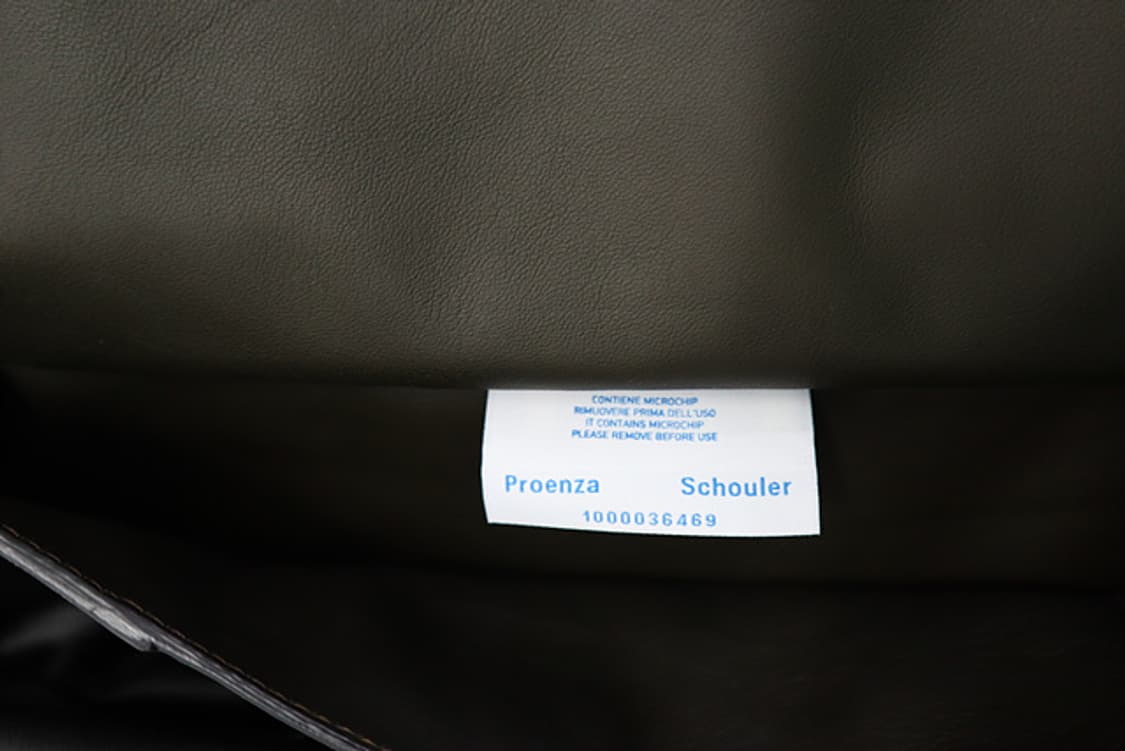 CONTIENE MICROCHIP
RIMUOVERE PRIMA DELL'USO
IT CONTAINS MICROCHIP
PLEASE REMOVE BEFORE USE
Proenza Schouler
1000036469